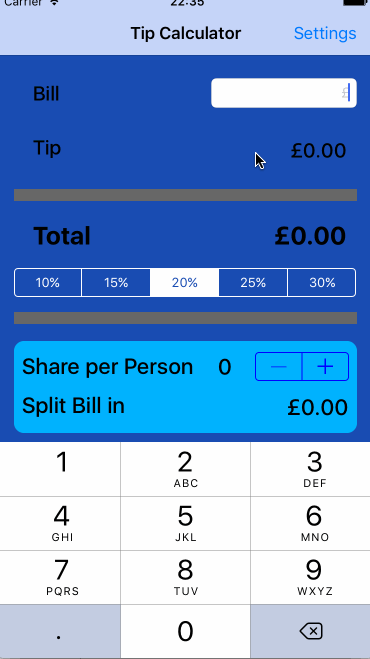 Carrier 22:35
Tip Calculator Settings
Bill £
Tip £0.00
Total £0.00
10% 15% 20% 25% 30%
Share per Person 0 − +
Split Bill in £0.00
1 2 3
ABC DEF
4 5 6
GHI JKL MNO
7 8 9
PQRS TUV WXYZ
. 0